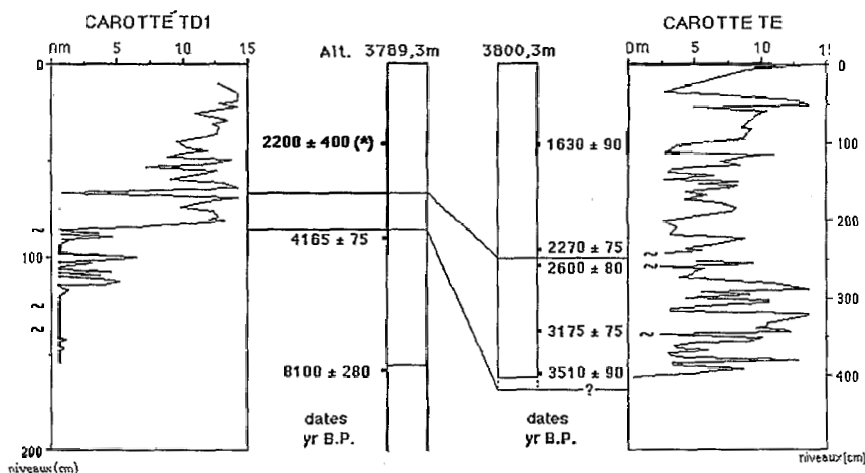 CAROTTE TD1
CAROTTE TE
0m 5 10 15
Alt. 3789,3m 3800,3m
0m 5 10 1
0
0
2200 ± 400 (*)
1630 ± 90
100
~
4165 ± 75
2270 ± 75
~
200
100
~
2600 ± 80
~
~
300
~
3175 ± 75
~
8100 ± 280
3510 ± 90
400
?
dates
yr B.P.
dates
yr B.P.
200
niveaux(cm)
niveaux(cm)